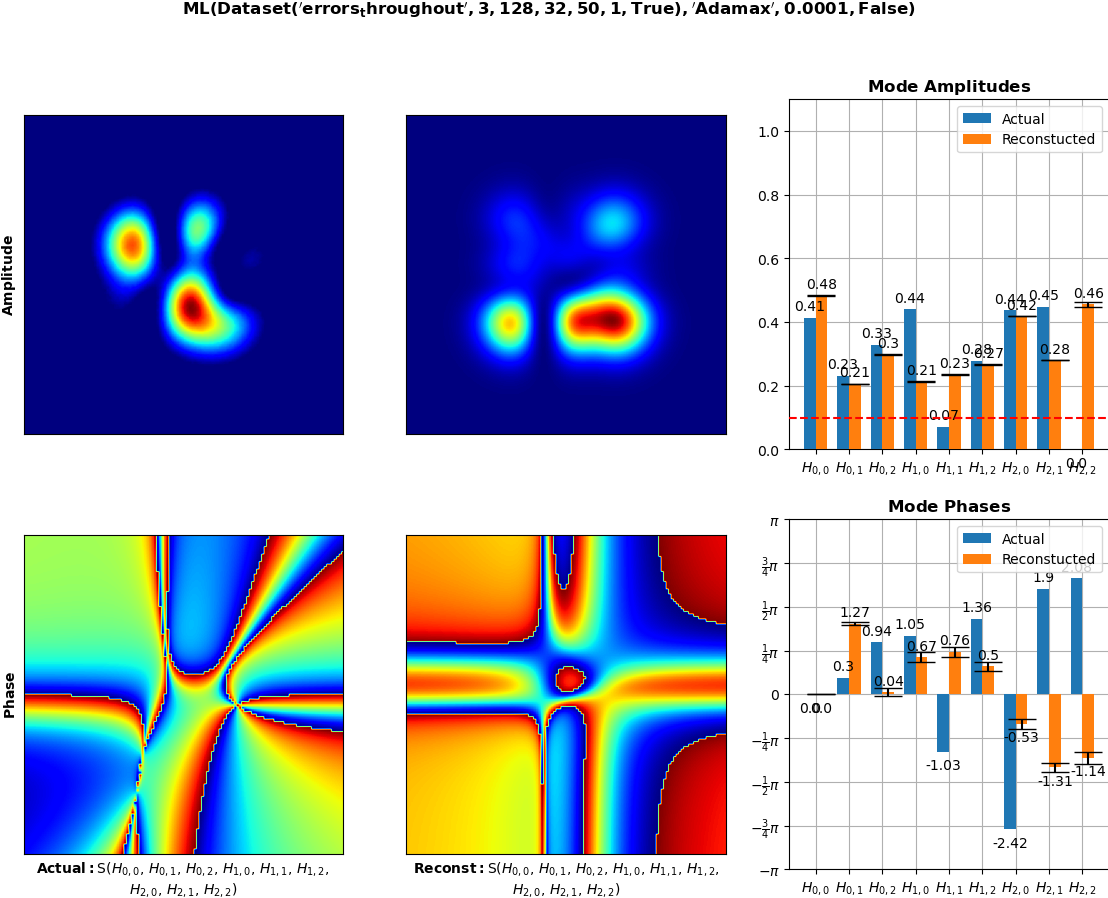 ML(Dataset('errors_throughout', 3, 128, 32, 50, 1, True), 'Adamax', 0.0001, False)
Amplitude
Mode Amplitudes
Actual
Reconstucted
1.0
0.8
0.6
0.4
0.2
0.0
0.41 0.48 0.23 0.21 0.33 0.3 0.44 0.21 0.07 0.23 0.28 0.27 0.44 0.42 0.45 0.28 0.0 0.46
H0,0 H0,1 H0,2 H1,0 H1,1 H1,2 H2,0 H2,1 H2,2
Phase
Mode Phases
Actual
Reconstucted
π
3/4π
1/2π
1/4π
0
−1/4π
−1/2π
−3/4π
−π
0.0 0.0 0.3 1.27 0.94 0.04 1.05 0.67 -1.03 0.76 1.36 0.5 -2.42 -0.53 1.9 -1.31 2.08 -1.14
H0,0 H0,1 H0,2 H1,0 H1,1 H1,2 H2,0 H2,1 H2,2
Actual: S(H0,0, H0,1, H0,2, H1,0, H1,1, H1,2,
H2,0, H2,1, H2,2)
Reconst: S(H0,0, H0,1, H0,2, H1,0, H1,1, H1,2,
H2,0, H2,1, H2,2)